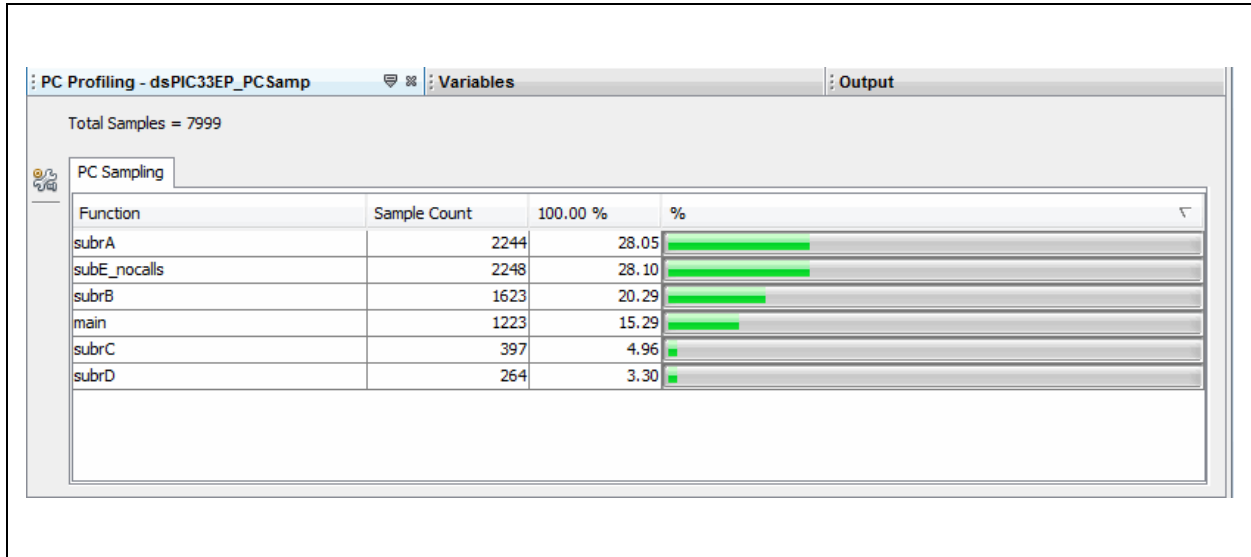 PC Profiling - dsPIC33EP_PCSamp Variables Output
Total Samples = 7999
PC Sampling
Function Sample Count 100.00 % %
subrA 2244 28.05
subE_nocalls 2248 28.10
subrB 1623 20.29
main 1223 15.29
subrC 397 4.96
subrD 264 3.30